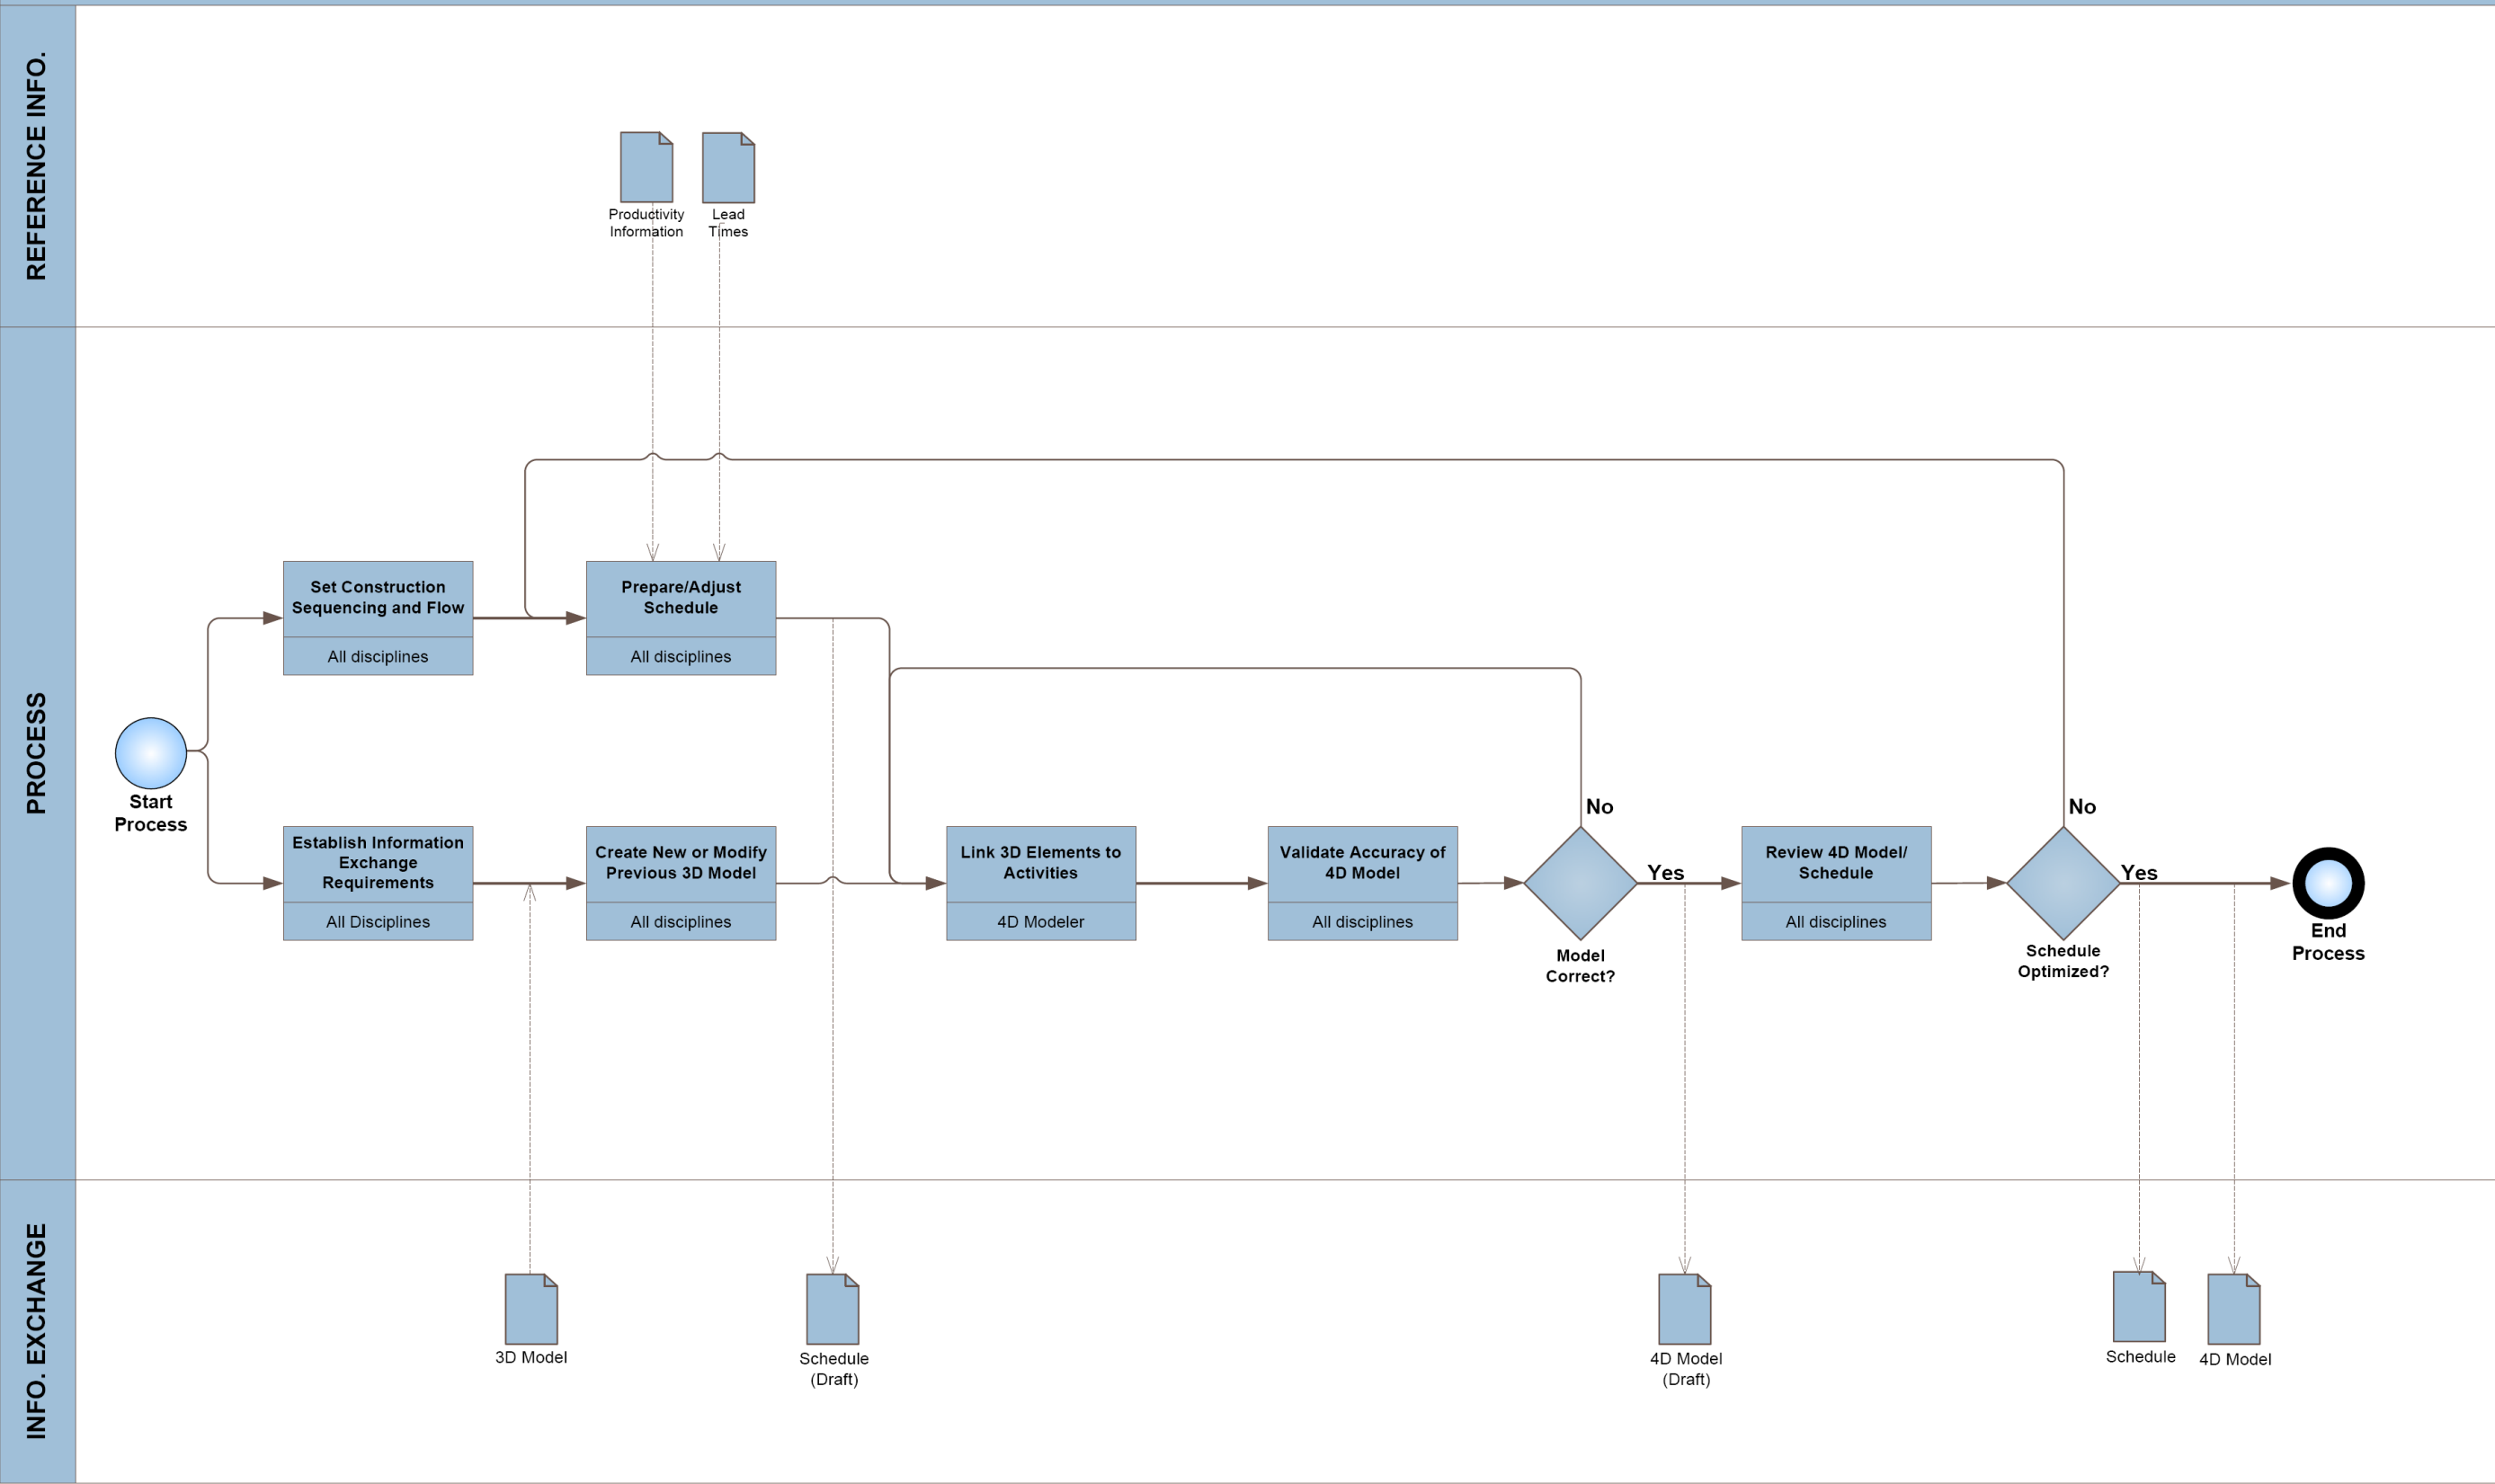 REFERENCE INFO.
Productivity
Information
Lead
Times
PROCESS
Set Construction
Sequencing and Flow
All disciplines
Prepare/Adjust
Schedule
All disciplines
Start
Process
Establish Information
Exchange
Requirements
All Disciplines
Create New or Modify
Previous 3D Model
All disciplines
Link 3D Elements to
Activities
4D Modeler
Validate Accuracy of
4D Model
All disciplines
No
Yes
Model
Correct?
Review 4D Model/
Schedule
All disciplines
No
Yes
Schedule
Optimized?
End
Process
INFO. EXCHANGE
3D Model
Schedule
(Draft)
4D Model
(Draft)
Schedule
4D Model